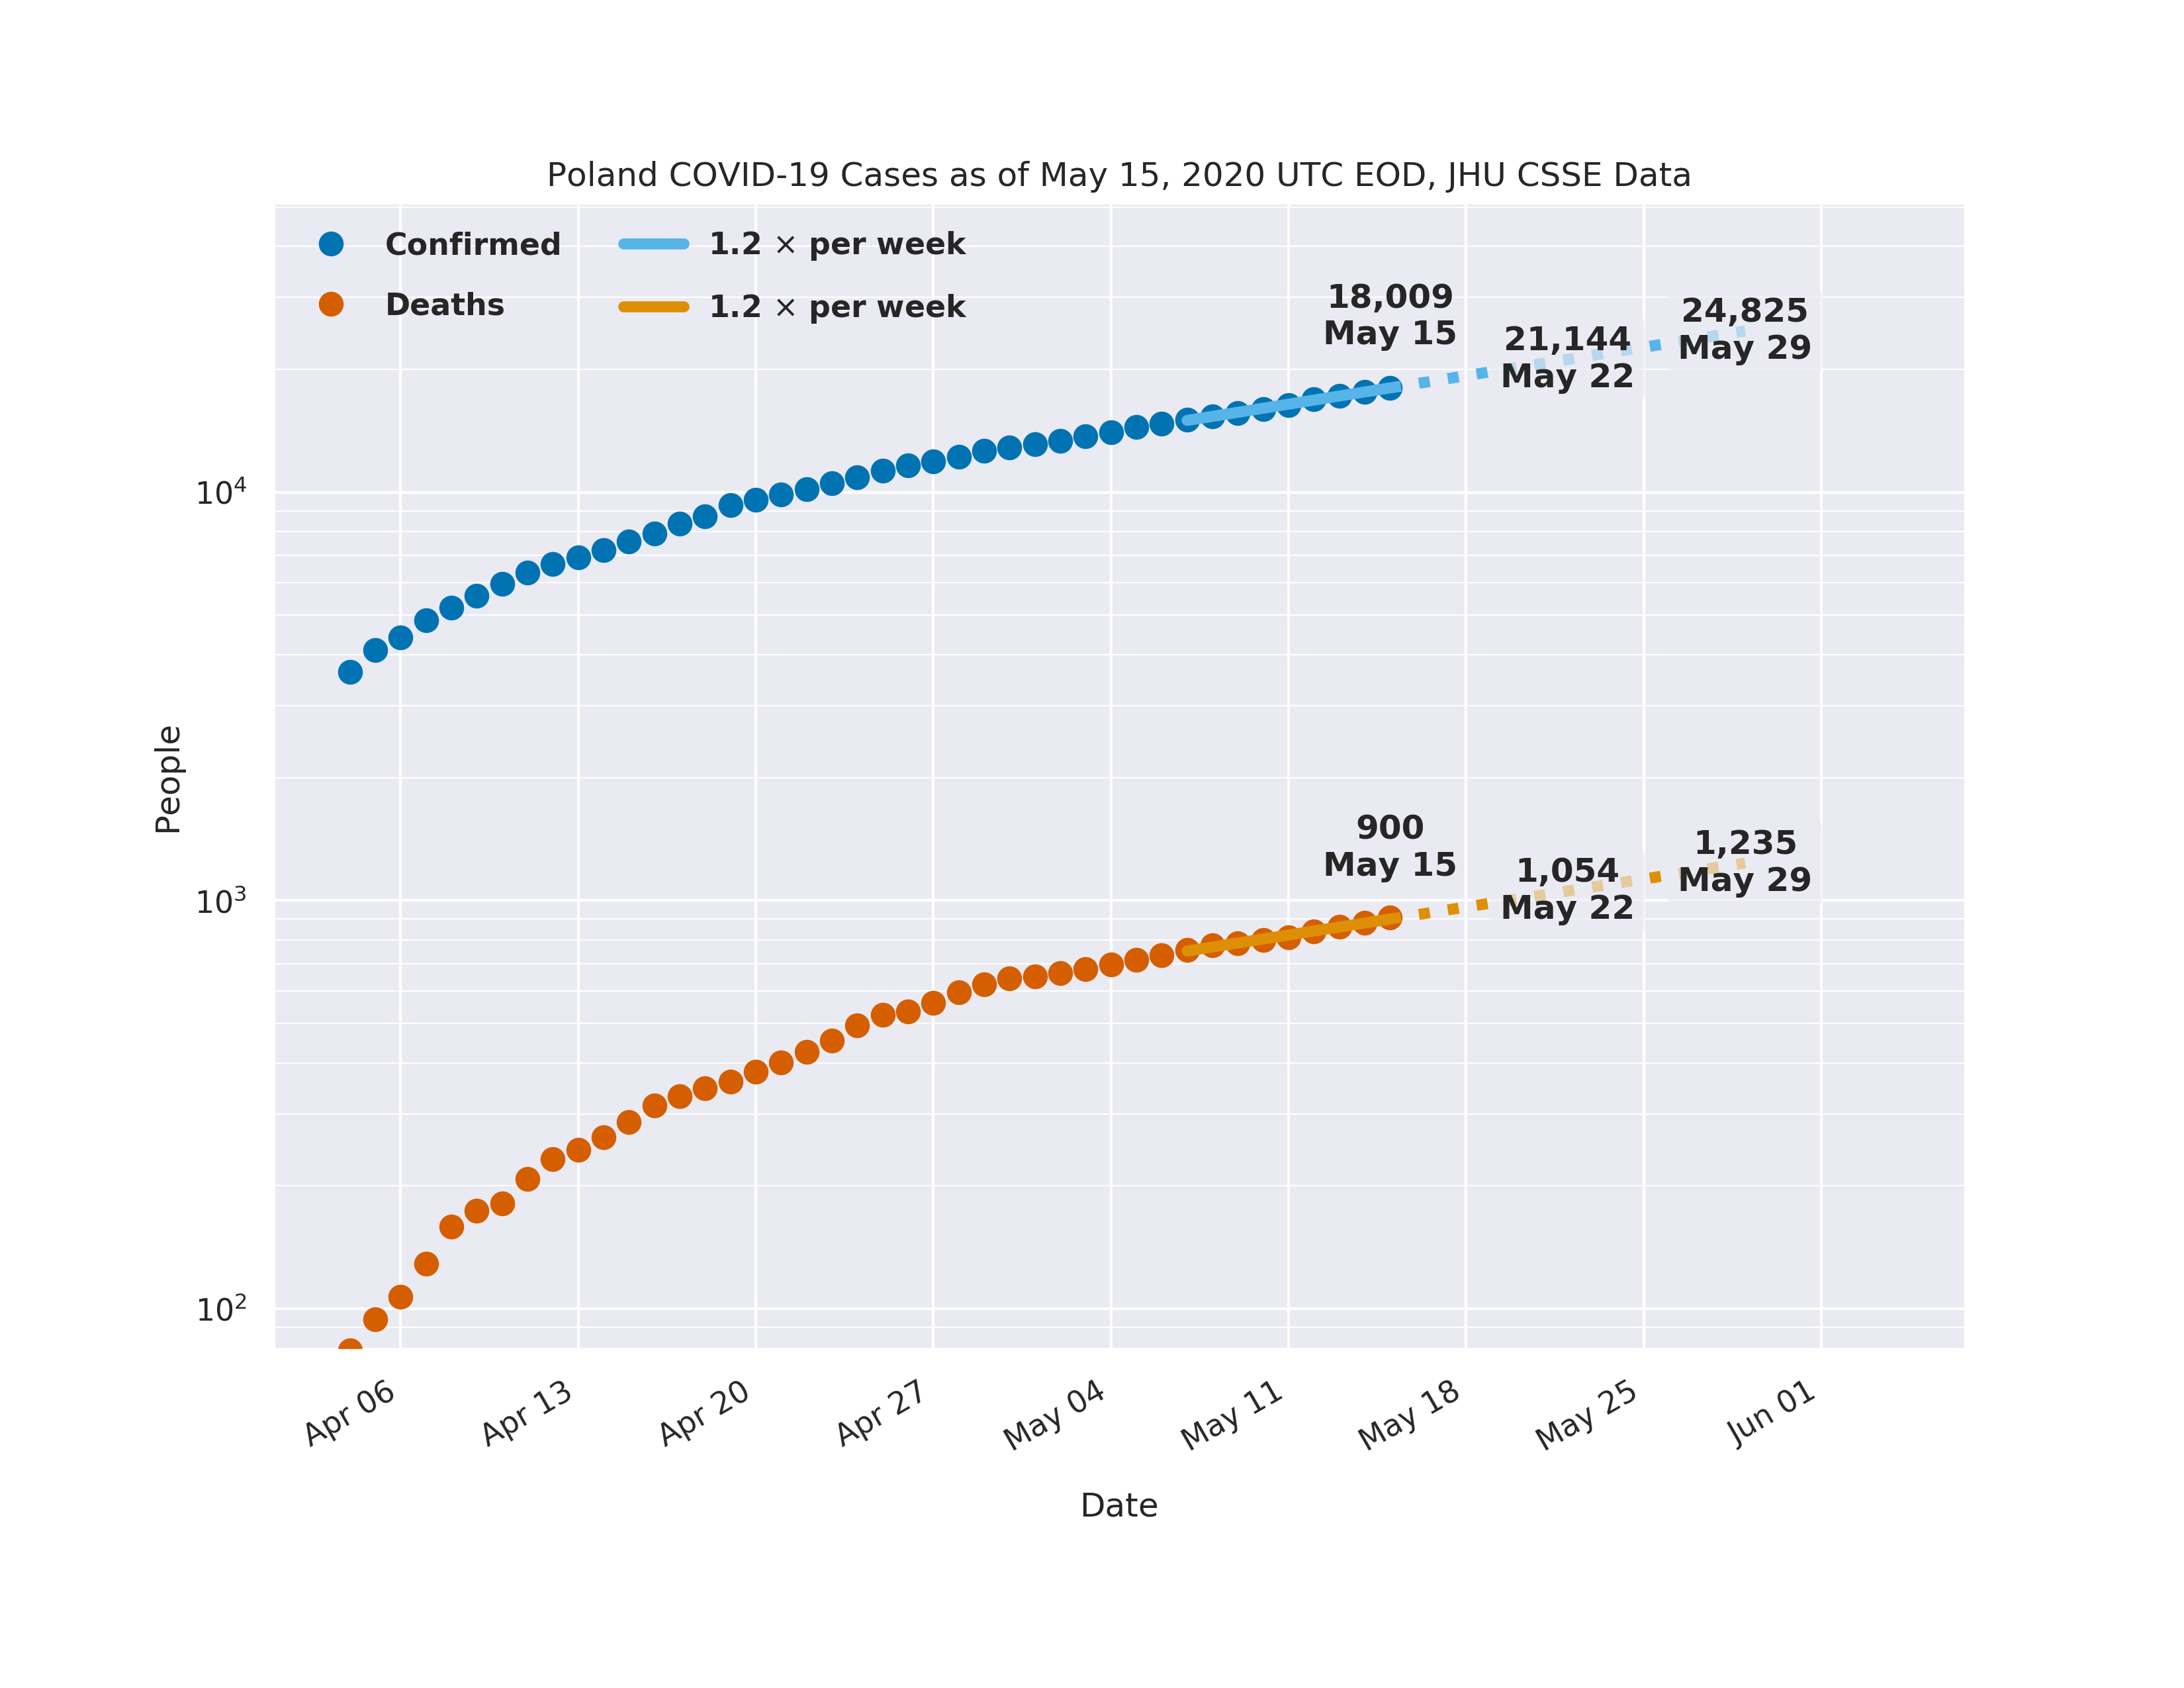 Poland COVID-19 Cases as of May 15, 2020 UTC EOD, JHU CSSE Data
Confirmed
Deaths
1.2 × per week
1.2 × per week
18,009
May 15
21,144
May 22
24,825
May 29
900
May 15
1,054
May 22
1,235
May 29
People
10⁴
10³
10²
Apr 06
Apr 13
Apr 20
Apr 27
May 04
May 11
May 18
May 25
Jun 01
Date